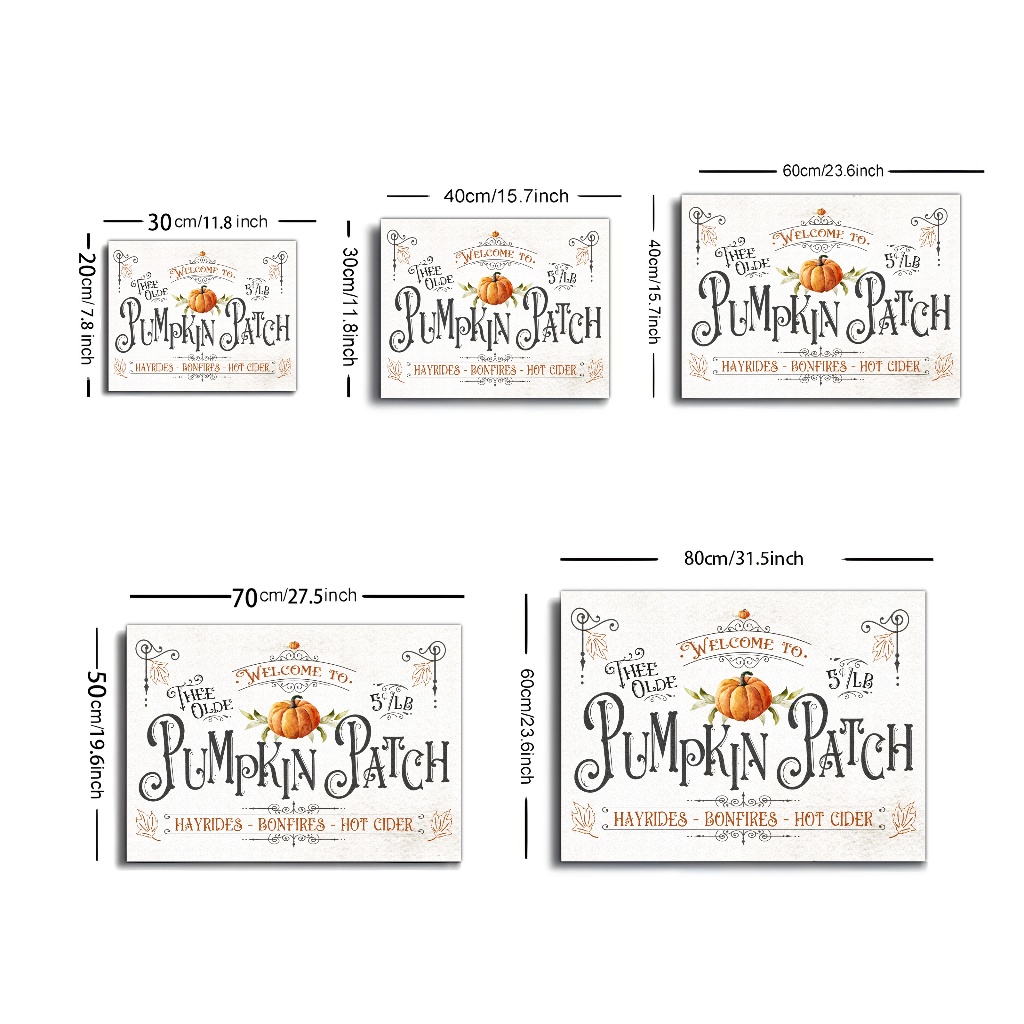 30cm/11.8 inch
20cm/ 7.8 inch
WELCOME TO
THEE
OLDE
5¢/LB
PUMPKIN PATCH
HAYRIDES - BONFIRES - HOT CIDER
40cm/15.7inch
30cm/11.8inch
WELCOME TO
THEE
OLDE
5¢/LB
PUMPKIN PATCH
HAYRIDES - BONFIRES - HOT CIDER
60cm/23.6inch
40cm/15.7inch
WELCOME TO
THEE
OLDE
5¢/LB
PUMPKIN PATCH
HAYRIDES - BONFIRES - HOT CIDER
70cm/27.5inch
50cm/19.6inch
WELCOME TO
THEE
OLDE
5¢/LB
PUMPKIN PATCH
HAYRIDES - BONFIRES - HOT CIDER
80cm/31.5inch
60cm/23.6inch
WELCOME TO
THEE
OLDE
5¢/LB
PUMPKIN PATCH
HAYRIDES - BONFIRES - HOT CIDER